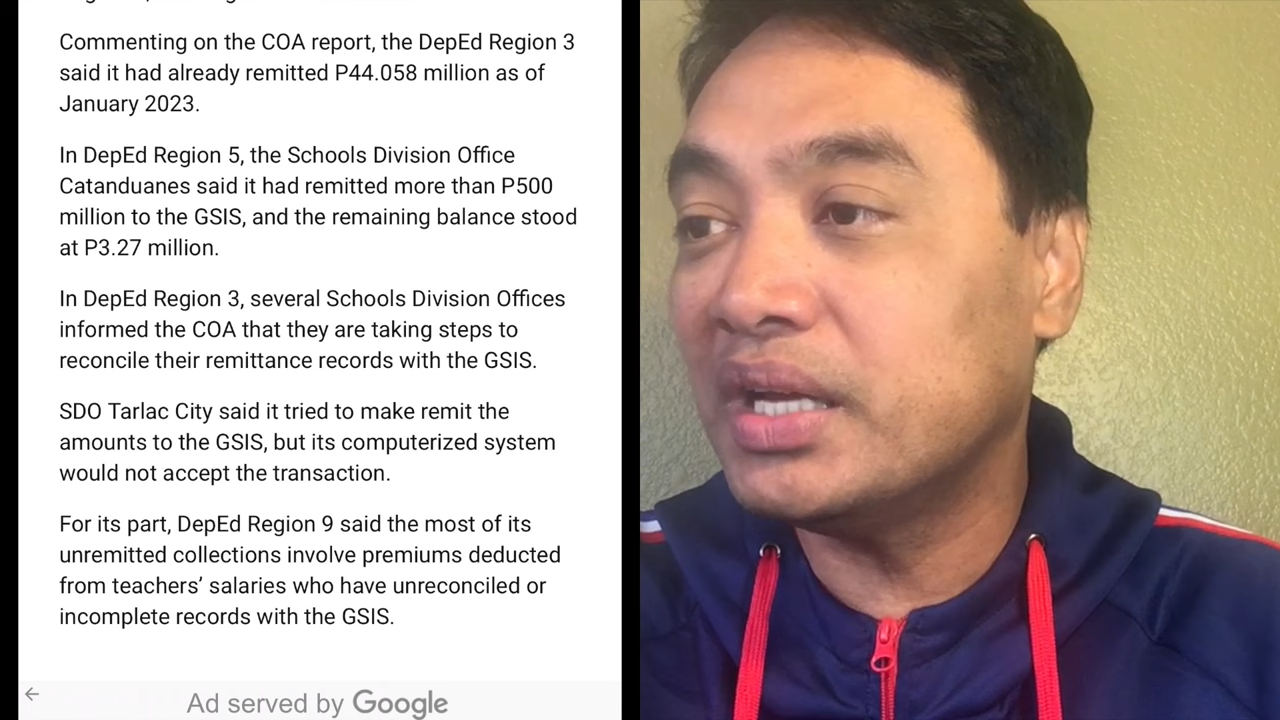 Commenting on the COA report, the DepEd Region 3
said it had already remitted P44.058 million as of
January 2023.
In DepEd Region 5, the Schools Division Office
Catanduanes said it had remitted more than P500
million to the GSIS, and the remaining balance stood
at P3.27 million.
In DepEd Region 3, several Schools Division Offices
informed the COA that they are taking steps to
reconcile their remittance records with the GSIS.
SDO Tarlac City said it tried to make remit the
amounts to the GSIS, but its computerized system
would not accept the transaction.
For its part, DepEd Region 9 said the most of its
unremitted collections involve premiums deducted
from teachers’ salaries who have unreconciled or
incomplete records with the GSIS.
Ad served by Google